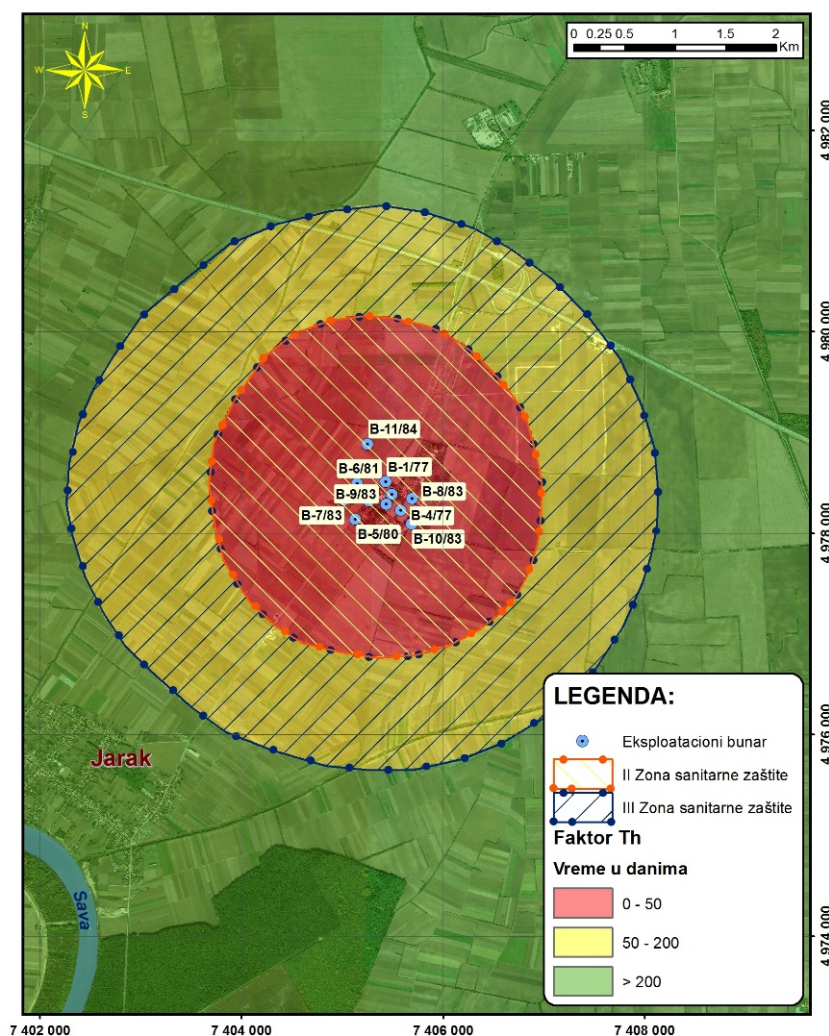 N
W E
S
0 0.25 0.5 1 1.5 2
Km
4 982 000
4 980 000
B-11/84
B-6/81 B-1/77
B-9/83 B-8/83
B-7/83 B-4/77
B-5/80 B-10/83
4 978 000
LEGENDA:
Eksploatacioni bunar
II Zona sanitarne zaštite
III Zona sanitarne zaštite
Faktor Th
Vreme u danima
0 - 50
50 - 200
> 200
4 976 000
Jarak
Sava
4 974 000
7 402 000 7 404 000 7 406 000 7 408 000